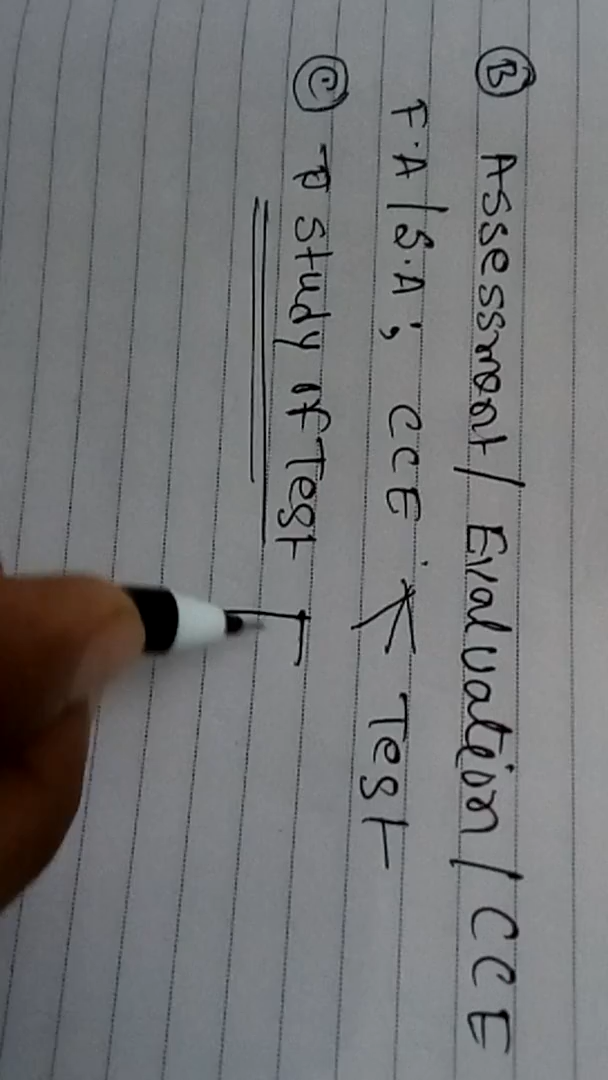 Ⓑ Assessment / Evaluation / CCE
F.A / S.A ; CCE Test
Ⓒ Study of Test